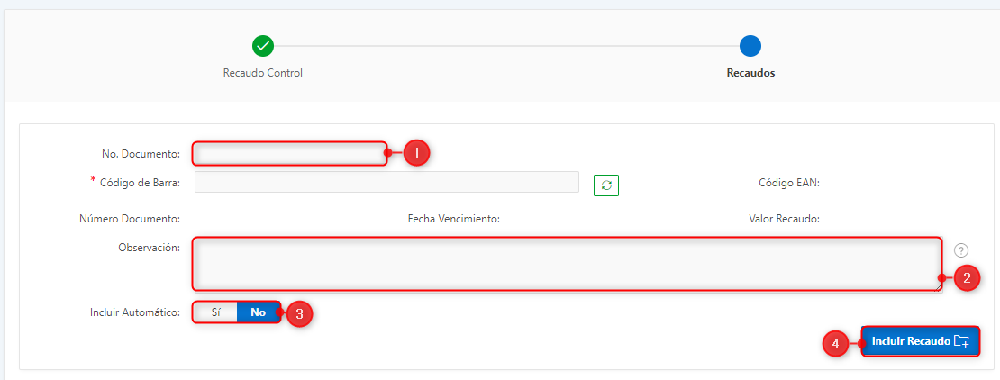 Recaudo Control
Recaudos
No. Documento:
1
* Código de Barra:
Código EAN:
Número Documento:
Fecha Vencimiento:
Valor Recaudo:
Observación:
?
2
Incluir Automático:
Sí
No
3
4
Incluir Recaudo